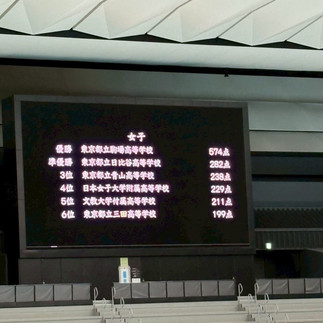 女子
優勝 東京都立駒場高等学校 574点
準優勝 東京都立日比谷高等学校 282点
3位 東京都立青山高等学校 238点
4位 日本女子大学附属高等学校 229点
5位 文教大学付属高等学校 211点
6位 東京都立三田高等学校 199点